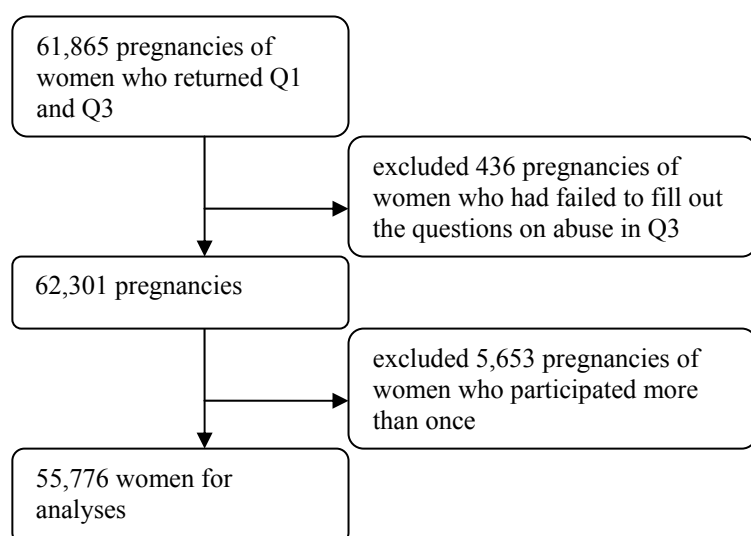 61,865 pregnancies of
women who returned Q1
and Q3
excluded 436 pregnancies of
women who had failed to fill out
the questions on abuse in Q3
62,301 pregnancies
excluded 5,653 pregnancies of
women who participated more
than once
55,776 women for
analyses